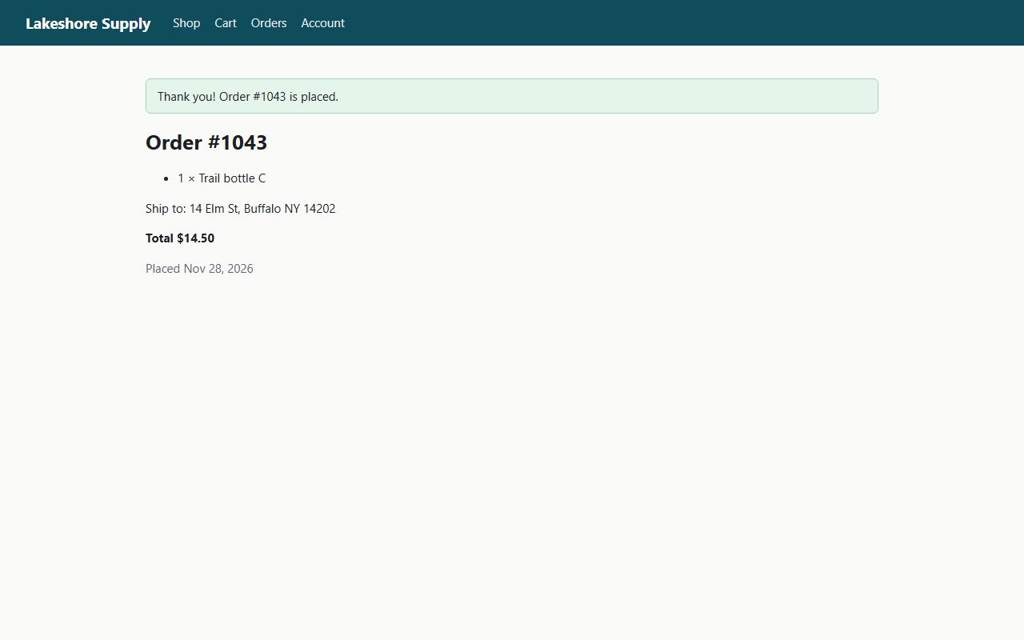 Lakeshore Supply Shop Cart Orders Account
Thank you! Order #1043 is placed.
Order #1043
• 1 × Trail bottle C
Ship to: 14 Elm St, Buffalo NY 14202
Total $14.50
Placed Nov 28, 2026